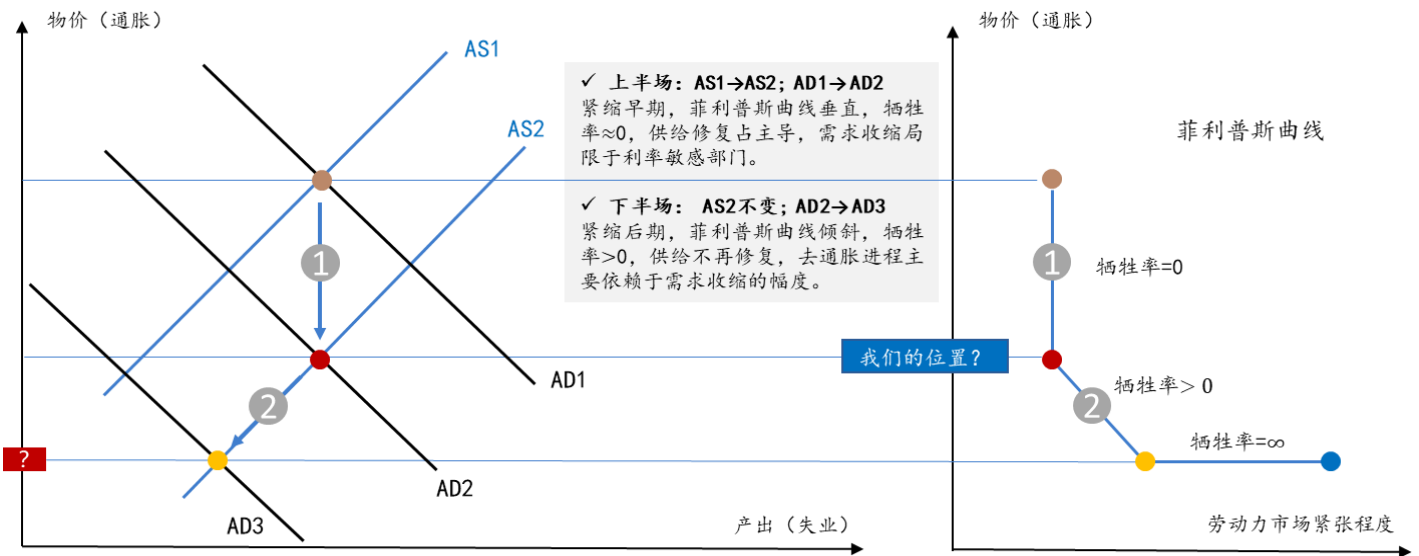 物价（通胀）
AS1
AS2
AD1
AD2
AD3
1
2
?
产出（失业）
✓ 上半场：AS1→AS2；AD1→AD2
紧缩早期，菲利普斯曲线垂直，牺牲
率≈0，供给修复占主导，需求收缩局
限于利率敏感部门。
✓ 下半场： AS2不变；AD2→AD3
紧缩后期，菲利普斯曲线倾斜，牺牲
率>0，供给不再修复，去通胀进程主
要依赖于需求收缩的幅度。
物价（通胀）
菲利普斯曲线
1
牺牲率=0
我们的位置？
牺牲率> 0
2
牺牲率=∞
劳动力市场紧张程度